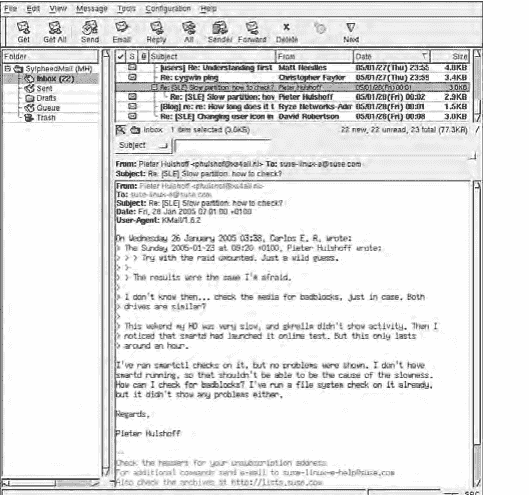 File Edit View Message Tools Configuration Help
Get Get All Send Email Reply All Sender Forward Delete Next
Folder
SylpheedMail (MH)
Inbox (22)
Sent
Drafts
Queue
Trash
S Subject From Date Size
[users] Re: Understanding first Matt Needles 05/01/27(Thu) 23:55 4.0KB
Re: cygwin ping Christopher Faylor 05/01/27(Thu) 23:55 3.4KB
Re: [SLE] Slow partition: how to check? Pieter Hulshoff 05/01/28(Fri) 00:01 3.0KB
Re: [SLE] Slow partition: how Pieter Hulshoff 05/01/28(Fri) 00:02 2.9KB
[Blog] re: re: How long does it t Ryze Networks-Adm 05/01/28(Fri) 00:01 1.5KB
Re: [SLE] Changing user icon in David Robertson 05/01/28(Fri) 00:08 3.0KB
Inbox 1 item selected (3.0KB) 22 new, 22 unread, 23 total (77.3KB)
Subject
From: Pieter Hulshoff <phulshof@xs4all.nl> To: suse-linux-e@suse.com
Subject: Re: [SLE] Slow partition: how to check?
From: Pieter Hulshoff <phulshof@xs4all.nl>
To: suse-linux-e@suse.com
Subject: Re: [SLE] Slow partition: how to check?
Date: Fri, 28 Jan 2005 07:01:00 +0100
User-Agent: KMail/1.6.2
On Wednesday 26 January 2005 03:38, Carlos E. R. wrote:
> The Sunday 2005-01-23 at 09:20 +0100, Pieter Hulshoff wrote:
> > > Try with the raid umounted. Just a wild guess.
> >
> > The results were the same I'm afraid.
>
> I don't know then... check the media for badblocks, just in case. Both
> drives are similar?
>
> This wekend my HD was very slow, and gkrellm didn't show activity. Then I
> noticed that smartd had launched it online test. But this only lasts
> around an hour.
I've ran smartctl checks on it, but no problems were shown. I don't have
smartd running, so that shouldn't be able to be the cause of the slowness.
How can I check for badblocks? I've run a file system check on it already,
but it didn't show any problems either.
Regards,
Pieter Hulshoff
--
Check the headers for your unsubscription address
For additional commands send e-mail to suse-linux-e-help@suse.com
Also check the archives at http://lists.suse.com